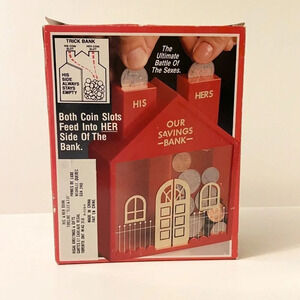 TRICK BANK
HIS COIN SLOT
HER COIN SLOT
HIS
SIDE
ALWAYS
STAYS
EMPTY
The
Ultimate
Battle Of
The Sexes.
Both Coin Slots
Feed Into HER
Side Of The
Bank.
HIS
HERS
OUR
SAVINGS
BANK
MADE IN CHINA